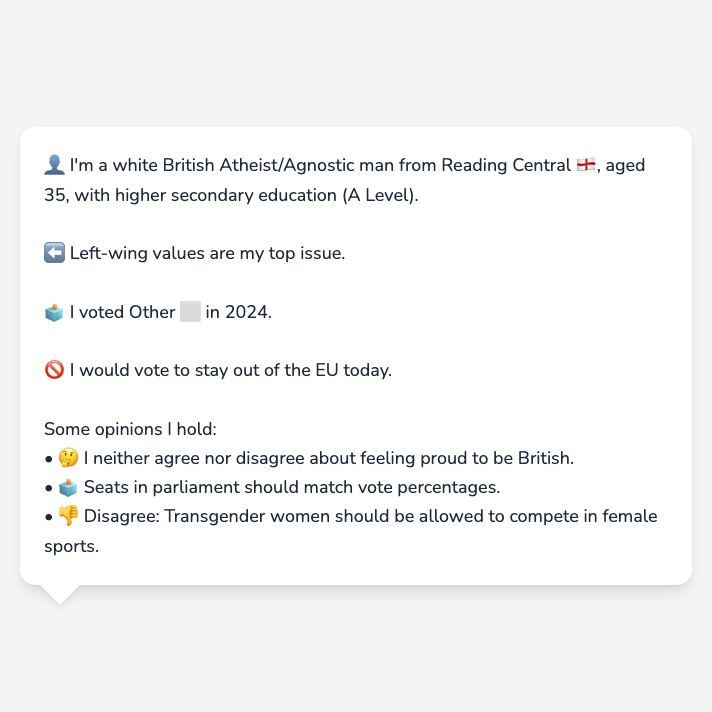 👤 I'm a white British Atheist/Agnostic man from Reading Central 🏴󠁧󠁢󠁥󠁮󠁧󠁿, aged
35, with higher secondary education (A Level).
⬅️ Left-wing values are my top issue.
🗳️ I voted Other ⬜ in 2024.
🚫 I would vote to stay out of the EU today.
Some opinions I hold:
• 🤔 I neither agree nor disagree about feeling proud to be British.
• 🗳️ Seats in parliament should match vote percentages.
• 👎 Disagree: Transgender women should be allowed to compete in female
sports.